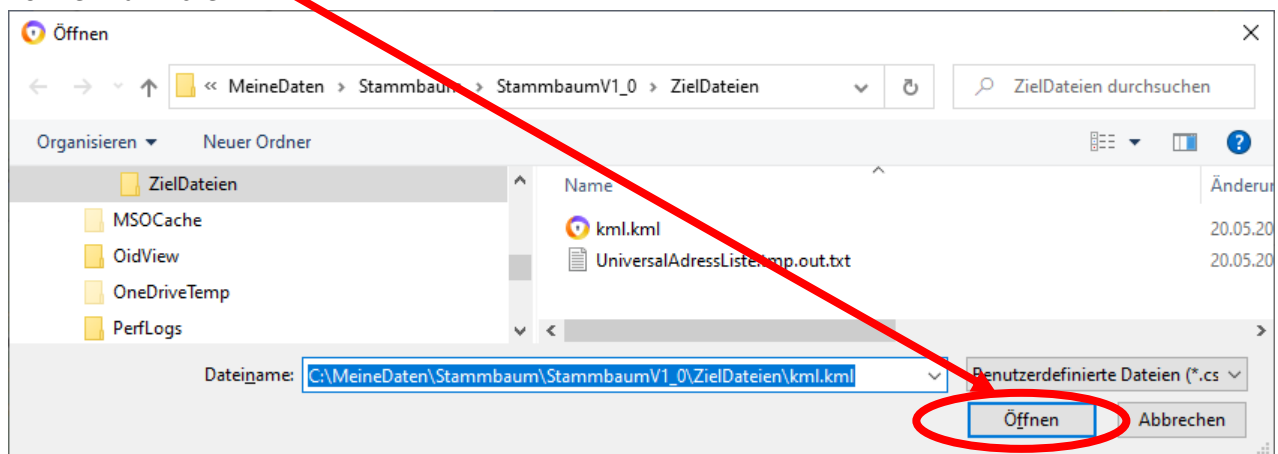 Öffnen
« MeineDaten › Stammbaum › StammbaumV1_0 › ZielDateien
ZielDateien durchsuchen
Organisieren
Neuer Ordner
ZielDateien
MSOCache
OidView
OneDriveTemp
PerfLogs
Name
Änderur
kml.kml
20.05.20
UniversalAdressListe.tmp.out.txt
20.05.20
Dateiname:
C:\MeineDaten\Stammbaum\StammbaumV1_0\ZielDateien\kml.kml
Benutzerdefinierte Dateien (*.cs
Öffnen
Abbrechen